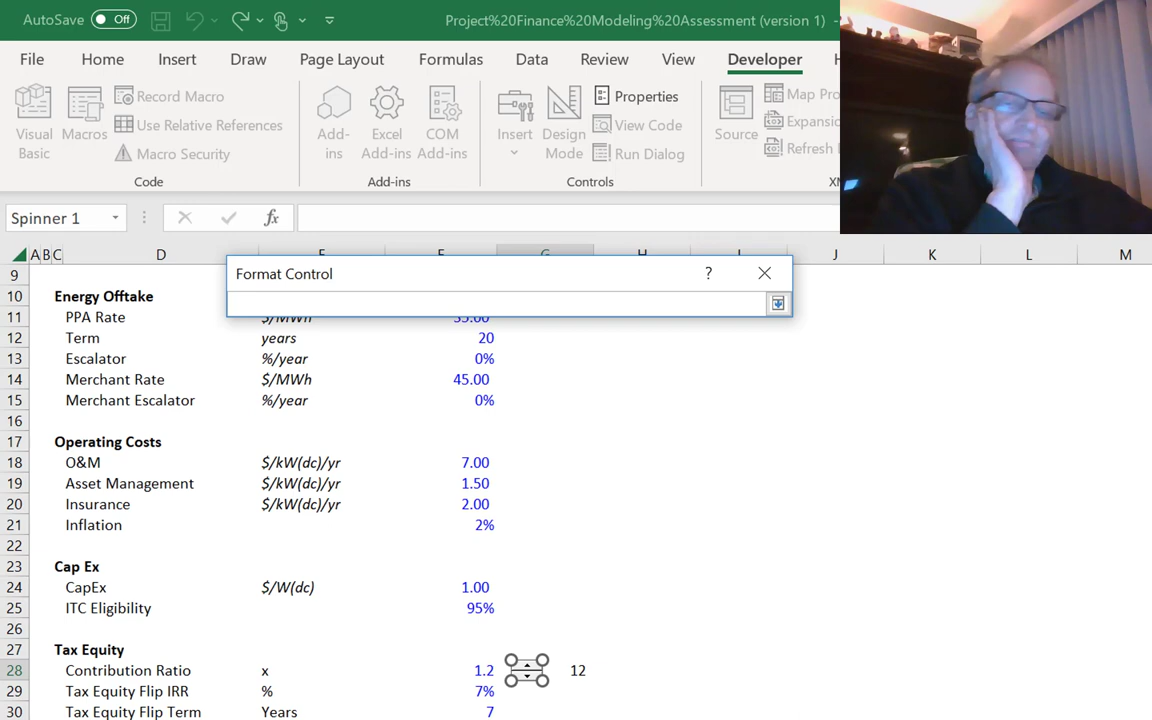 AutoSave Off Project%20Finance%20Modeling%20Assessment (version 1) -
File Home Insert Draw Page Layout Formulas Data Review View Developer
Visual Basic
Macros
Record Macro
Use Relative References
Macro Security
Code
Add-ins
Excel Add-ins
COM Add-ins
Add-ins
Insert
Design Mode
Properties
View Code
Run Dialog
Controls
Source
Map Pro
Expansio
Refresh
Spinner 1 fx
A B C D E F G H I J K L M
Format Control ?
9
10 Energy Offtake
11 PPA Rate $/MWh 35.00
12 Term years 20
13 Escalator %/year 0%
14 Merchant Rate $/MWh 45.00
15 Merchant Escalator %/year 0%
16
17 Operating Costs
18 O&M $/kW(dc)/yr 7.00
19 Asset Management $/kW(dc)/yr 1.50
20 Insurance $/kW(dc)/yr 2.00
21 Inflation 2%
22
23 Cap Ex
24 CapEx $/W(dc) 1.00
25 ITC Eligibility 95%
26
27 Tax Equity
28 Contribution Ratio x 1.2 12
29 Tax Equity Flip IRR % 7%
30 Tax Equity Flip Term Years 7